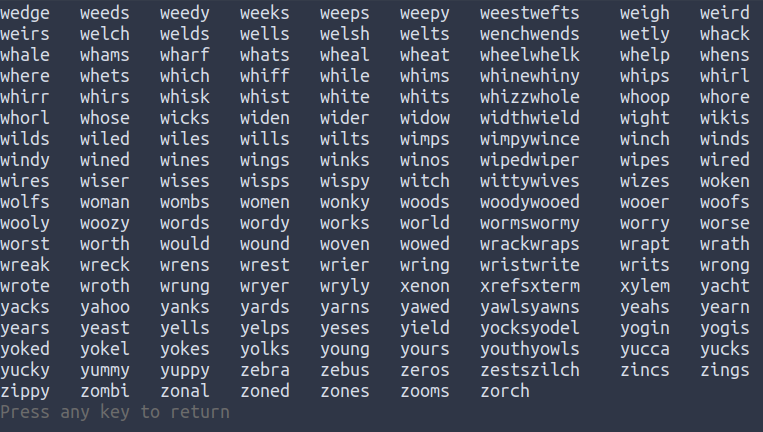 wedge weeds weedy weeks weeps weepy weestwefts weigh weird
weirs welch welds wells welsh welts wenchwends wetly whack
whale whams wharf whats wheal wheat wheelwhelk whelp whens
where whets which whiff while whims whinewhiny whips whirl
whirr whirs whisk whist white whits whizzwhole whoop whore
whorl whose wicks widen wider widow widthwield wight wikis
wilds wiled wiles wills wilts wimps wimpywince winch winds
windy wined wines wings winks winos wipedwiper wipes wired
wires wiser wises wisps wispy witch wittywives wizes woken
wolfs woman wombs women wonky woods woodywooed wooer woofs
wooly woozy words wordy works world wormswormy worry worse
worst worth would wound woven wowed wrackwraps wrapt wrath
wreak wreck wrens wrest wrier wring wristwrite writs wrong
wrote wroth wrung wryer wryly xenon xrefsxterm xylem yacht
yacks yahoo yanks yards yarns yawed yawlsyawns yeahs yearn
years yeast yells yelps yeses yield yocksyodel yogin yogis
yoked yokel yokes yolks young yours youthyowls yucca yucks
yucky yummy yuppy zebra zebus zeros zestszilch zincs zings
zippy zombi zonal zoned zones zooms zorch
Press any key to return